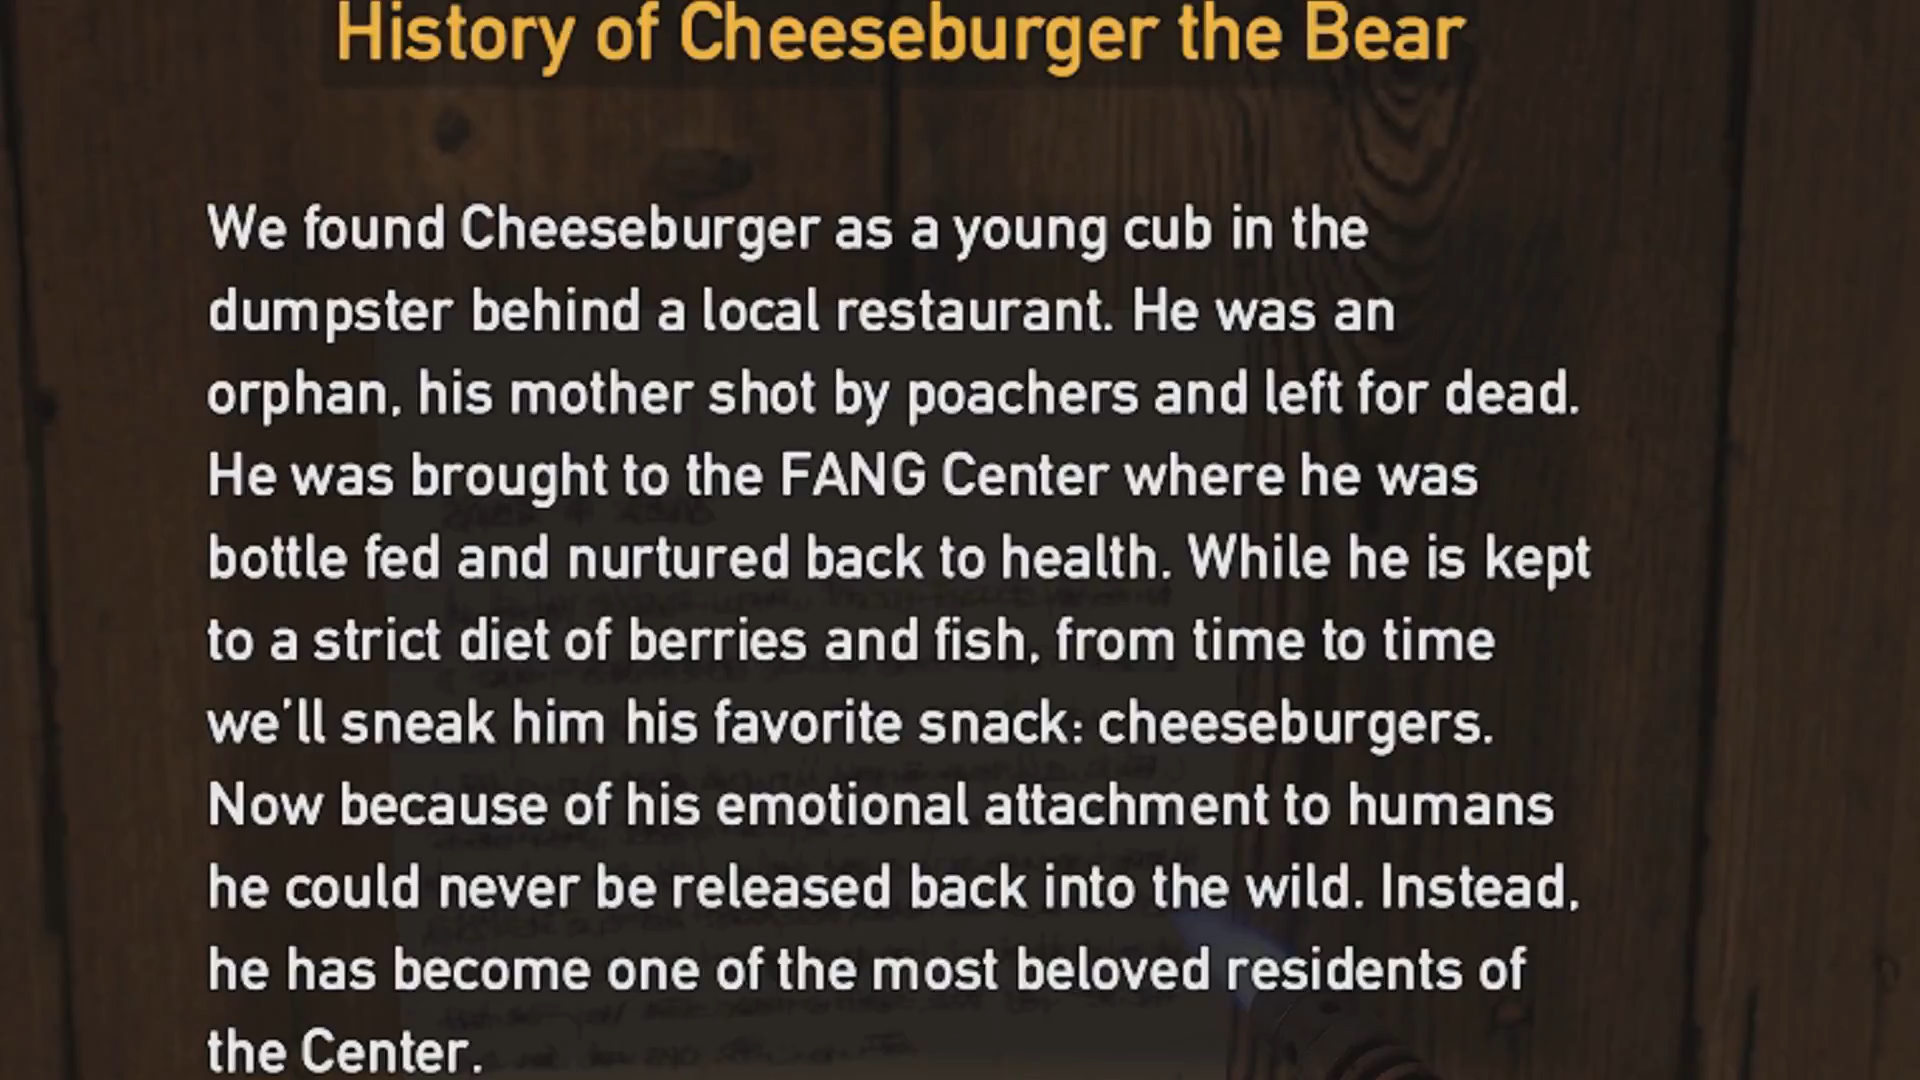 History of Cheeseburger the Bear
We found Cheeseburger as a young cub in the
dumpster behind a local restaurant. He was an
orphan, his mother shot by poachers and left for dead.
He was brought to the FANG Center where he was
bottle fed and nurtured back to health. While he is kept
to a strict diet of berries and fish, from time to time
we'll sneak him his favorite snack: cheeseburgers.
Now because of his emotional attachment to humans
he could never be released back into the wild. Instead,
he has become one of the most beloved residents of
the Center.